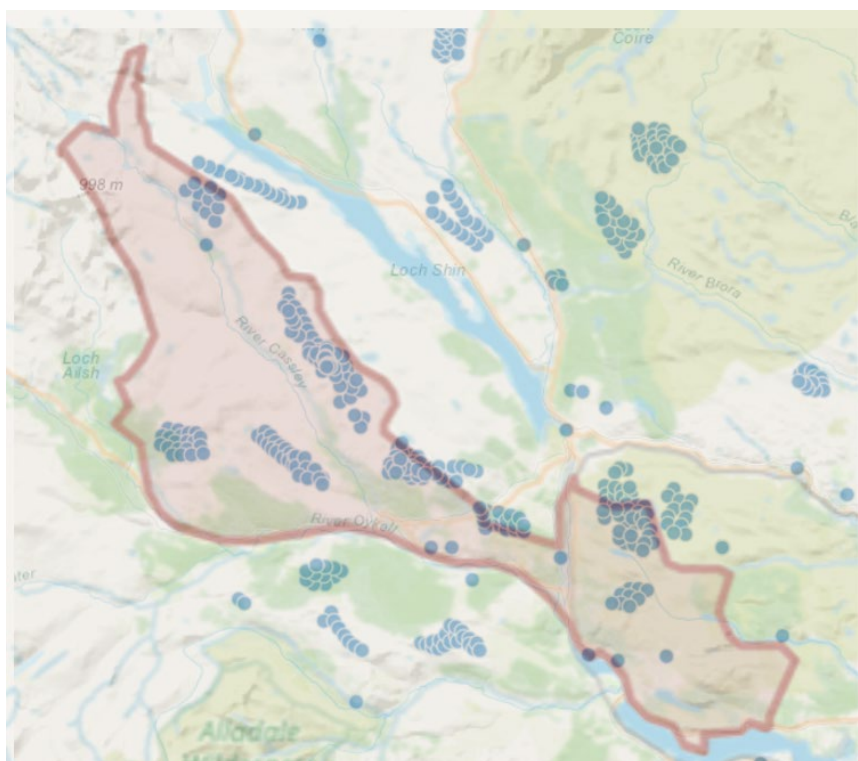 Coire
998 m
Loch Shin
River Brora
River Cassley
Loch
Ailsh
River Oykel
Alladale